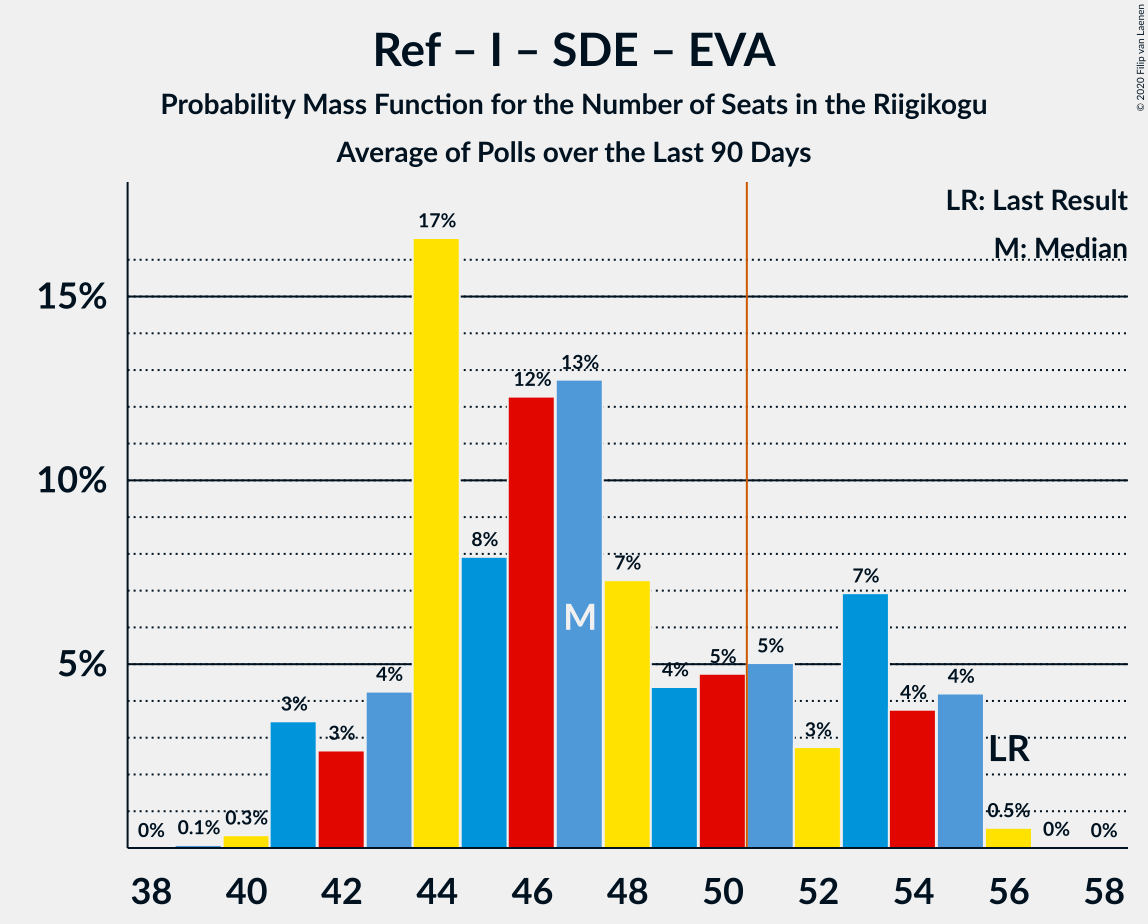 Ref – I – SDE – EVA
Probability Mass Function for the Number of Seats in the Riigikogu
Average of Polls over the Last 90 Days
© 2020 Filip van Laenen
LR: Last Result
M: Median
15%
10%
5%
0%
0.1%
0.3%
3%
3%
4%
17%
8%
12%
13%
7%
4%
5%
5%
3%
7%
4%
4%
0.5%
0%
0%
M
LR
38 40 42 44 46 48 50 52 54 56 58